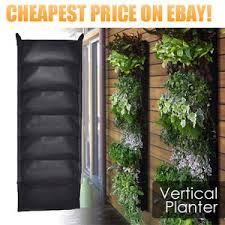 CHEAPEST PRICE ON EBAY!
Vertical
Planter